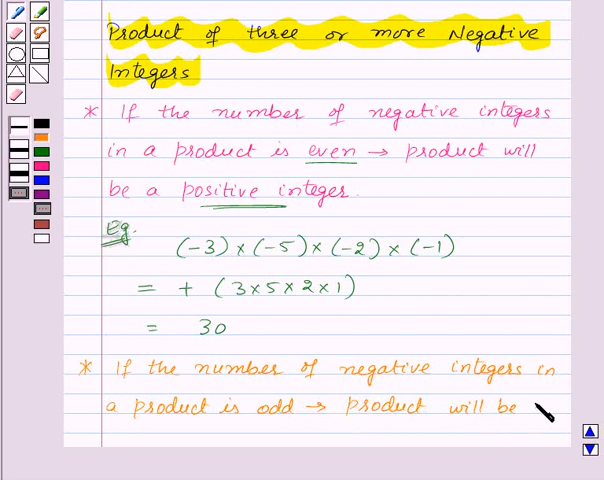 Product of three or more Negative
Integers
* If the number of negative integers
in a product is even → product will
be a positive integer.
Eg.
(-3) × (-5) × (-2) × (-1)
= + (3×5×2×1)
= 30
* If the number of negative integers in
a product is odd → product will be